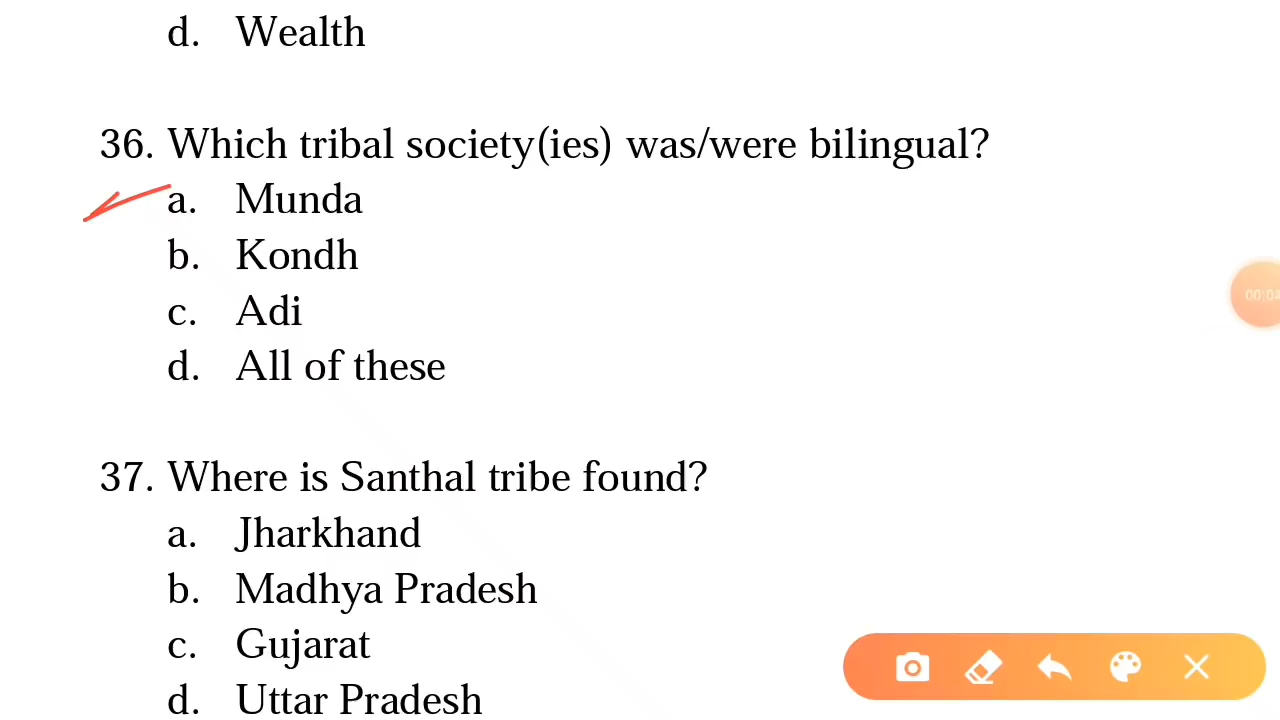 d. Wealth
36. Which tribal society(ies) was/were bilingual?
a. Munda
b. Kondh
c. Adi
d. All of these
37. Where is Santhal tribe found?
a. Jharkhand
b. Madhya Pradesh
c. Gujarat
d. Uttar Pradesh